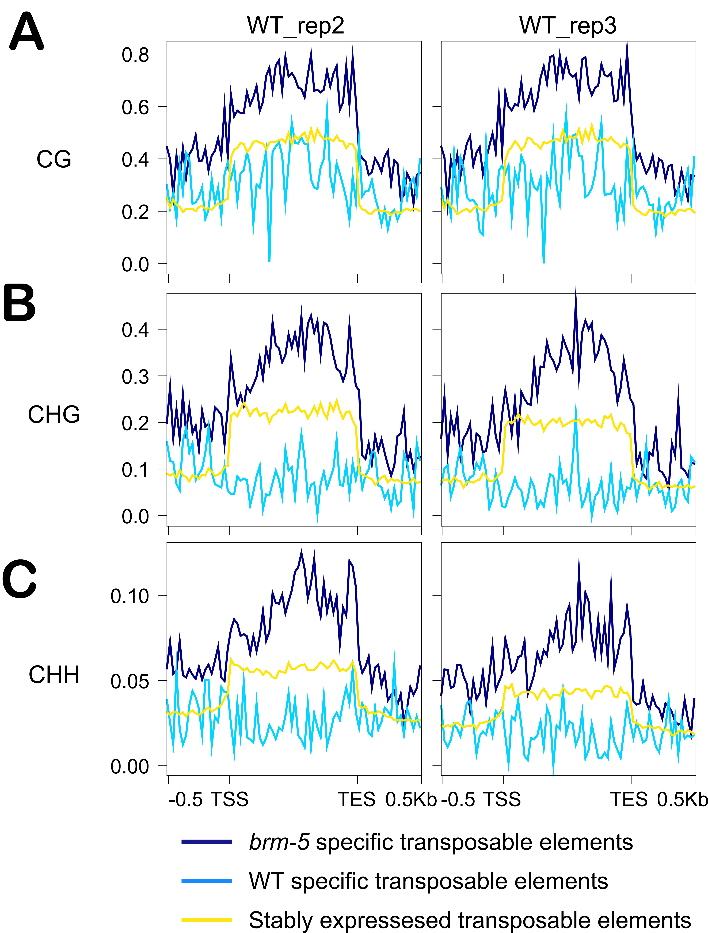 A
WT_rep2 WT_rep3
CG
0.8
0.6
0.4
0.2
0.0
B
CHG
0.4
0.3
0.2
0.1
0.0
C
CHH
0.10
0.05
0.00
-0.5 TSS TES 0.5Kb -0.5 TSS TES 0.5Kb
brm-5 specific transposable elements
WT specific transposable elements
Stably expressesed transposable elements